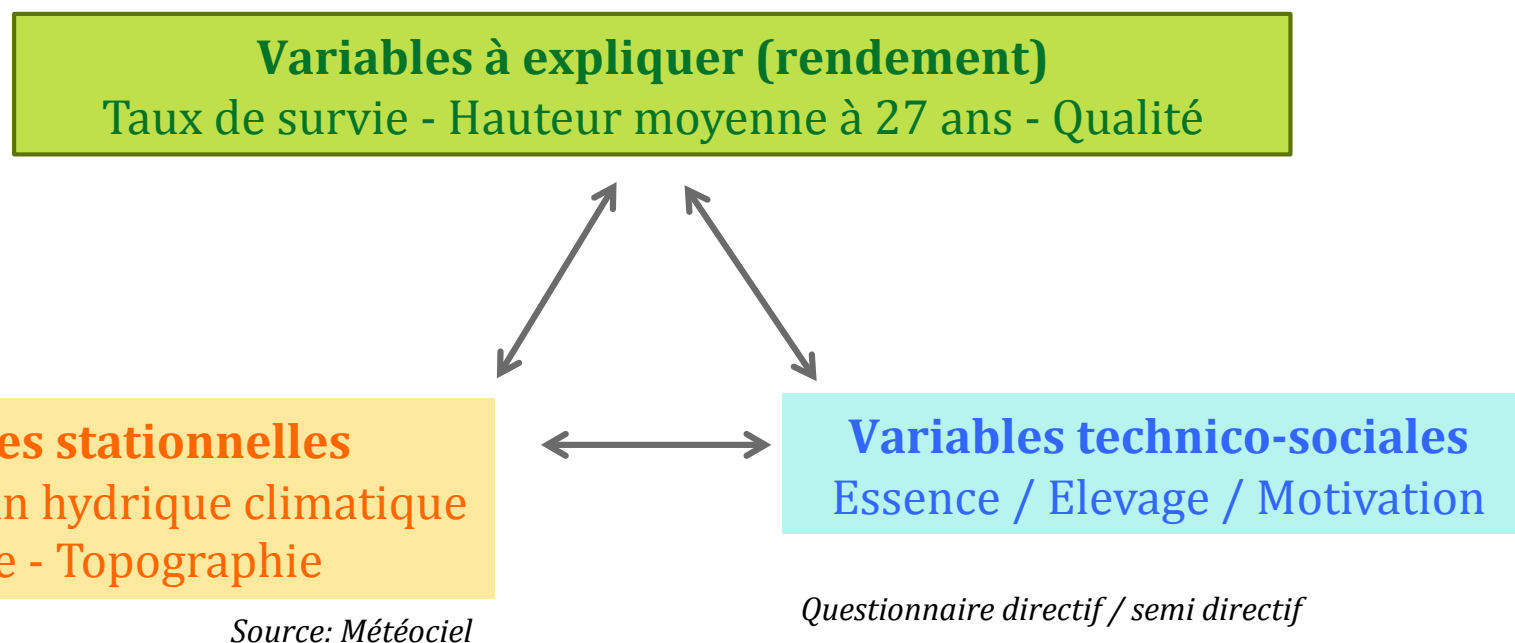 Variables à expliquer (rendement)
Taux de survie - Hauteur moyenne à 27 ans - Qualité
stationnelles
hydrique climatique
- Topographie
Source: Météociel
Variables technico-sociales
Essence / Elevage / Motivation
Questionnaire directif / semi directif